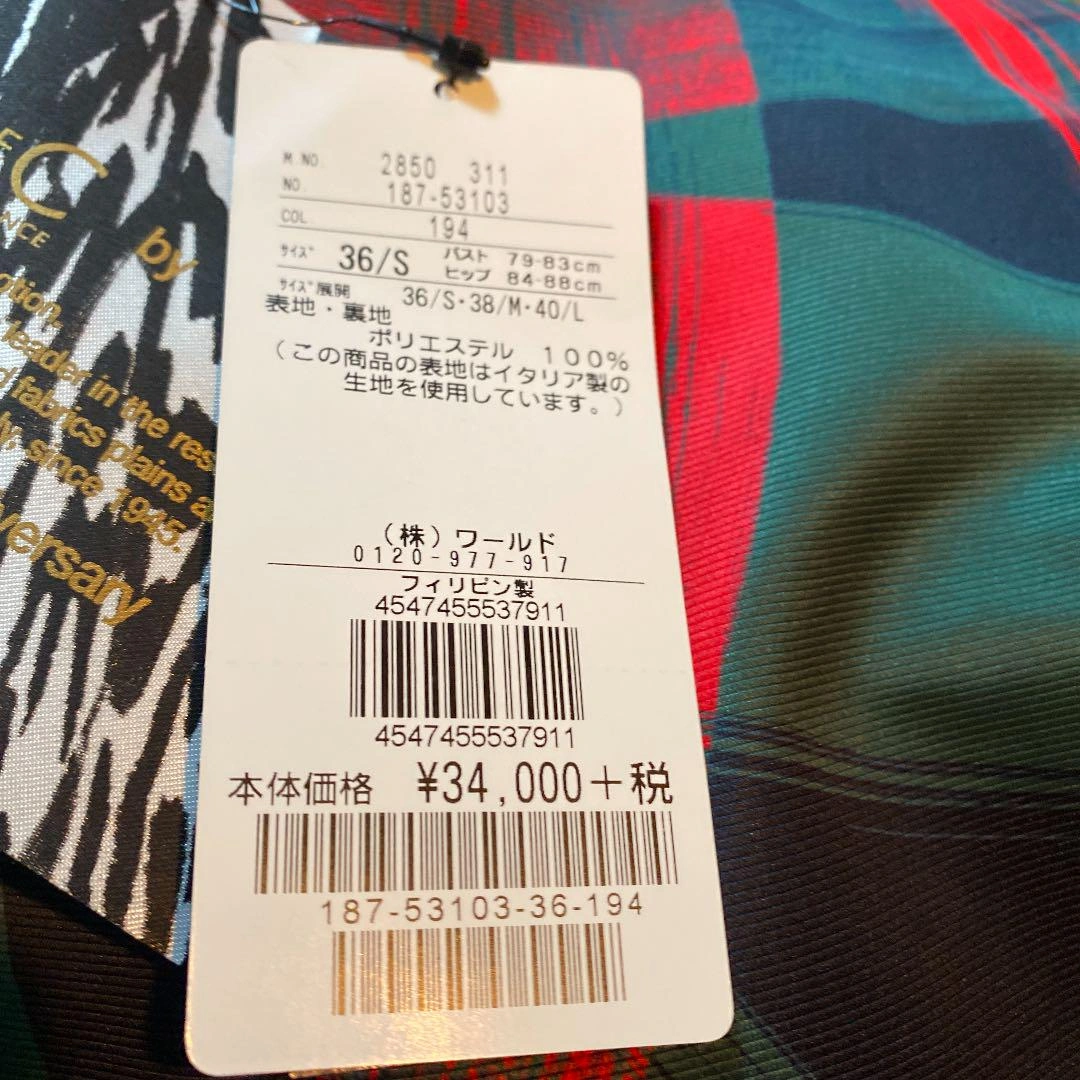 C
NCE
by
leader in the res
fabrics plains a
since 1945.
M.NO. 2850 311
NO. 187-53103
COL. 194
ｻｲｽﾞ 36/S バスト 79-83cm
ヒップ 84-88cm
ｻｲｽﾞ展開 36/S・38/M・40/L
表地・裏地
ポリエステル 100%
(この商品の表地はイタリア製の
生地を使用しています。)
(株)ワールド
0120-977-917
フィリピン製
4547455537911
4547455537911
本体価格 ¥34,000+税
187-53103-36-194